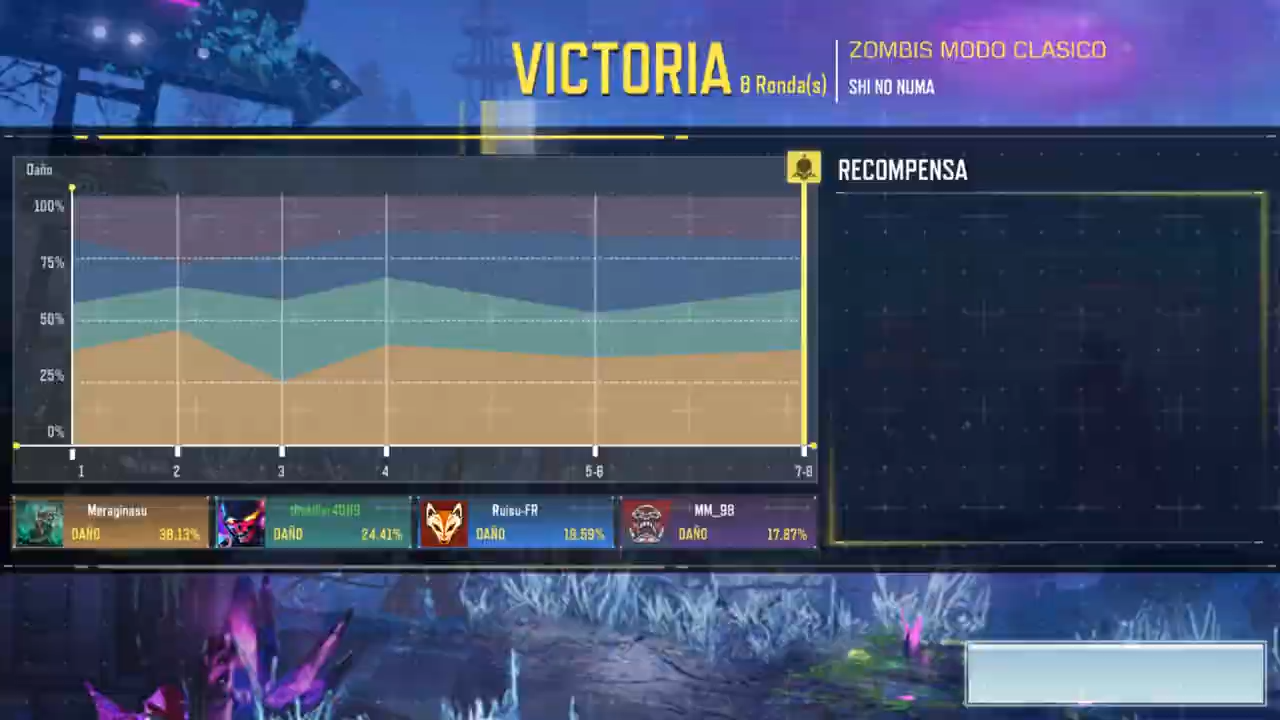 VICTORIA 8 Ronda(s)
ZOMBIS MODO CLASICO
SHI NO NUMA
Daño
100%
75%
50%
25%
0%
1 2 3 4 5-6 7-8
RECOMPENSA
Meraginasu
DAÑO 38.13%
DAÑO 24.41%
Ruisu-FR
DAÑO 18.59%
MM_98
DAÑO 17.87%